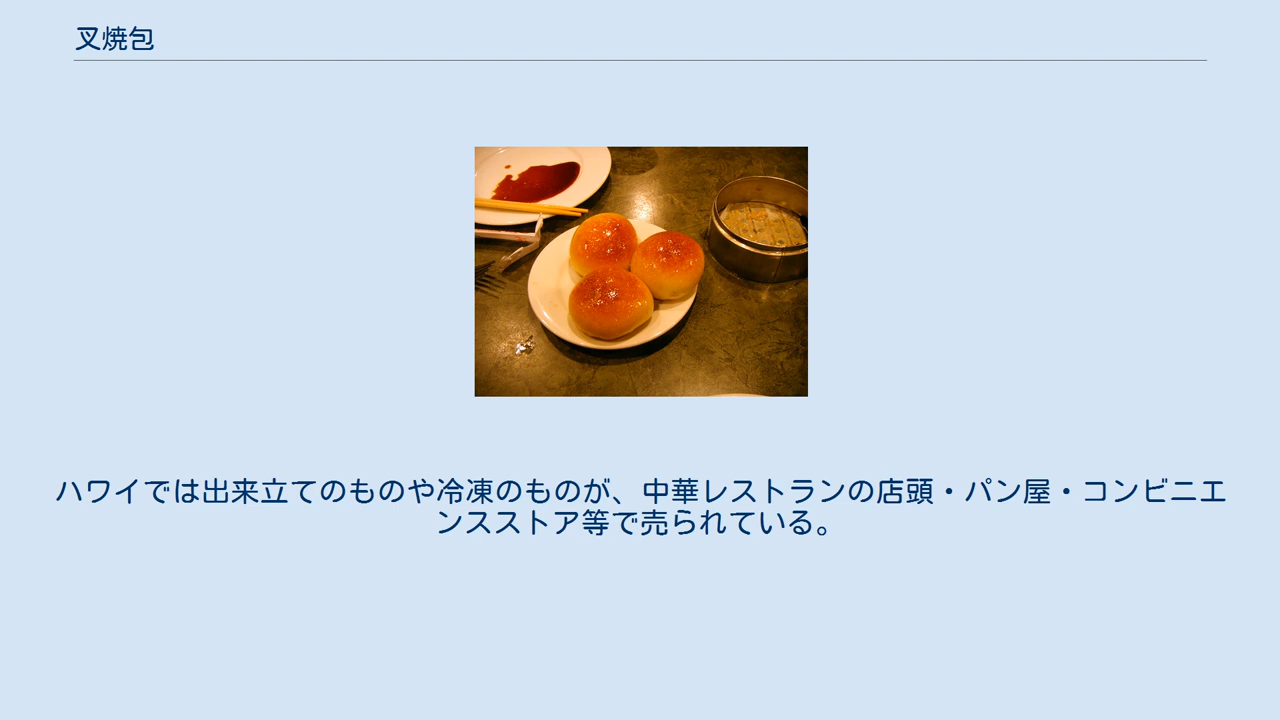 叉焼包
ハワイでは出来立てのものや冷凍のものが、中華レストランの店頭・パン屋・コンビニエ
ンスストア等で売られている。